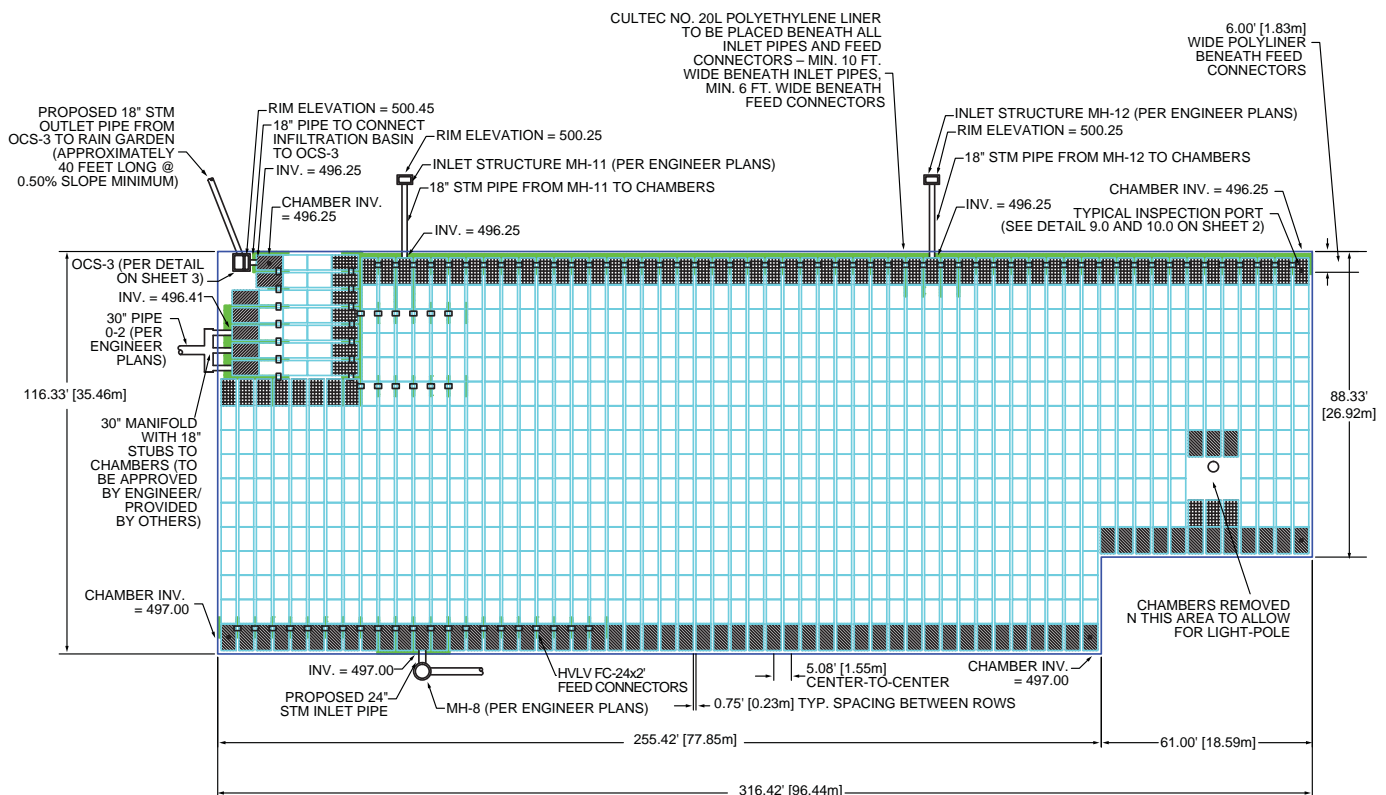 CULTEC NO. 20L POLYETHYLENE LINER
TO BE PLACED BENEATH ALL
INLET PIPES AND FEED
CONNECTORS – MIN. 10 FT.
WIDE BENEATH INLET PIPES,
MIN. 6 FT. WIDE BENEATH
FEED CONNECTORS
6.00' [1.83m]
WIDE POLYLINER
BENEATH FEED
CONNECTORS
PROPOSED 18" STM
OUTLET PIPE FROM
OCS-3 TO RAIN GARDEN
(APPROXIMATELY
40 FEET LONG @
0.50% SLOPE MINIMUM)
RIM ELEVATION = 500.45
18" PIPE TO CONNECT
INFILTRATION BASIN
TO OCS-3
INV. = 496.25
CHAMBER INV.
= 496.25
RIM ELEVATION = 500.25
INLET STRUCTURE MH-11 (PER ENGINEER PLANS)
18" STM PIPE FROM MH-11 TO CHAMBERS
INV. = 496.25
INLET STRUCTURE MH-12 (PER ENGINEER PLANS)
RIM ELEVATION = 500.25
18" STM PIPE FROM MH-12 TO CHAMBERS
INV. = 496.25
CHAMBER INV. = 496.25
TYPICAL INSPECTION PORT
(SEE DETAIL 9.0 AND 10.0 ON SHEET 2)
OCS-3 (PER DETAIL
ON SHEET 3)
INV. = 496.41
30" PIPE
0-2 (PER
ENGINEER
PLANS)
116.33' [35.46m]
88.33'
[26.92m]
30" MANIFOLD
WITH 18"
STUBS TO
CHAMBERS (TO
BE APPROVED
BY ENGINEER/
PROVIDED
BY OTHERS)
CHAMBER INV.
= 497.00
CHAMBERS REMOVED
N THIS AREA TO ALLOW
FOR LIGHT-POLE
INV. = 497.00
PROPOSED 24"
STM INLET PIPE
MH-8 (PER ENGINEER PLANS)
HVLV FC-24x2'
FEED CONNECTORS
5.08' [1.55m]
CENTER-TO-CENTER
0.75' [0.23m] TYP. SPACING BETWEEN ROWS
CHAMBER INV.
= 497.00
255.42' [77.85m]
61.00' [18.59m]
316.42' [96.44m]